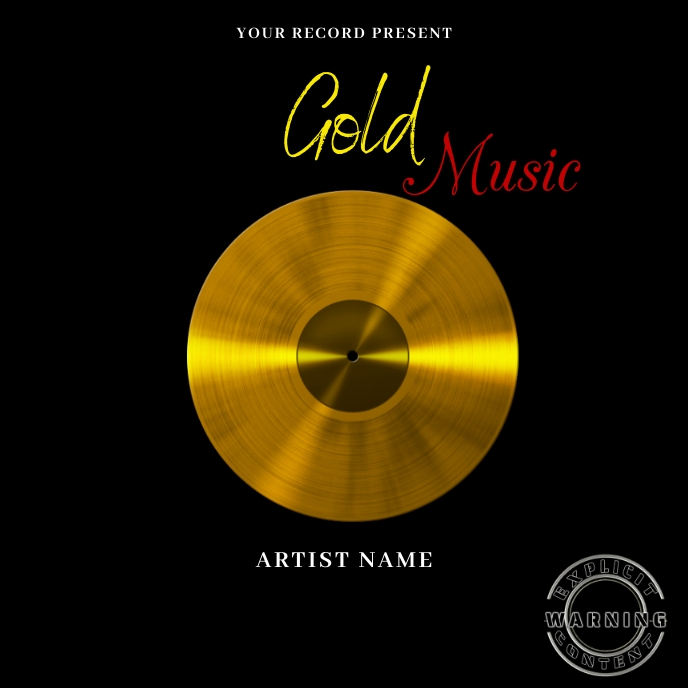 YOUR RECORD PRESENT
Gold
Music
ARTIST NAME
EXPLICIT
WARNING
CONTENT